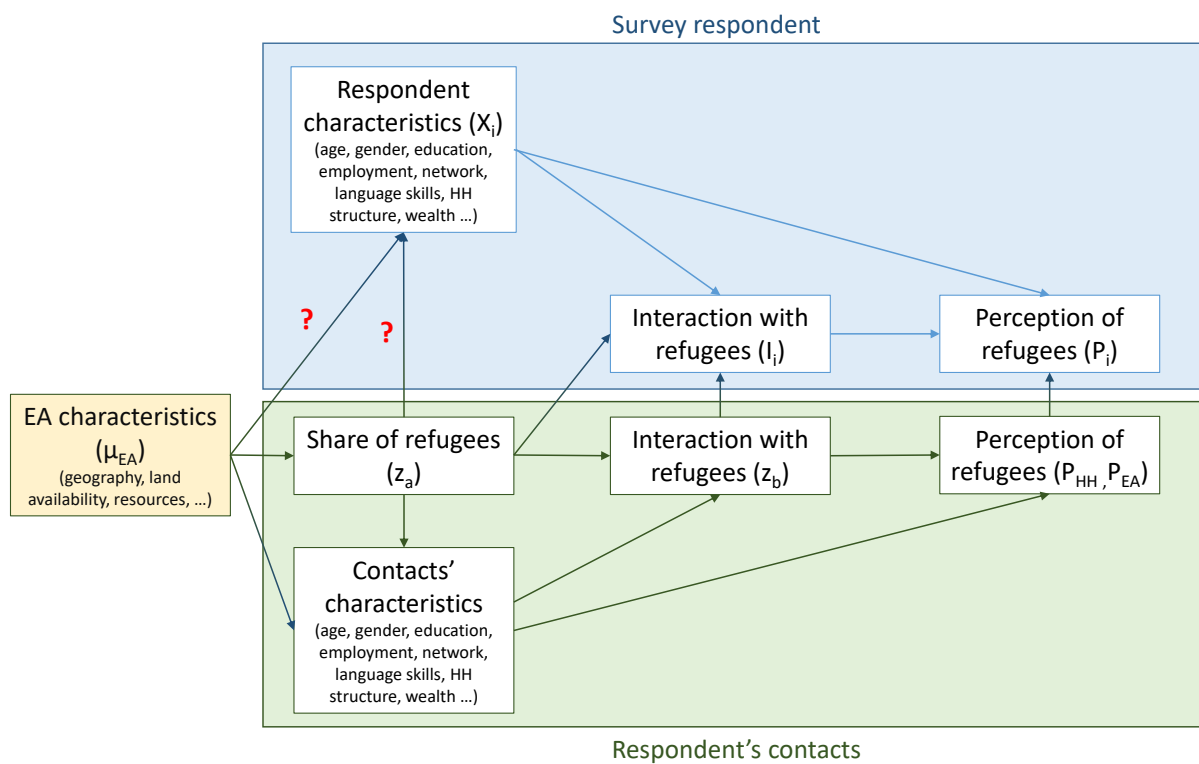 Survey respondent
Respondent
characteristics (Xi)
(age, gender, education,
employment, network,
language skills, HH
structure, wealth ...)
?
?
Interaction with
refugees (Ii)
Perception of
refugees (Pi)
EA characteristics
(μEA)
(geography, land
availability, resources, ...)
Share of refugees
(za)
Interaction with
refugees (zb)
Perception of
refugees (PHH , PEA)
Contacts’
characteristics
(age, gender, education,
employment, network,
language skills, HH
structure, wealth ...)
Respondent’s contacts